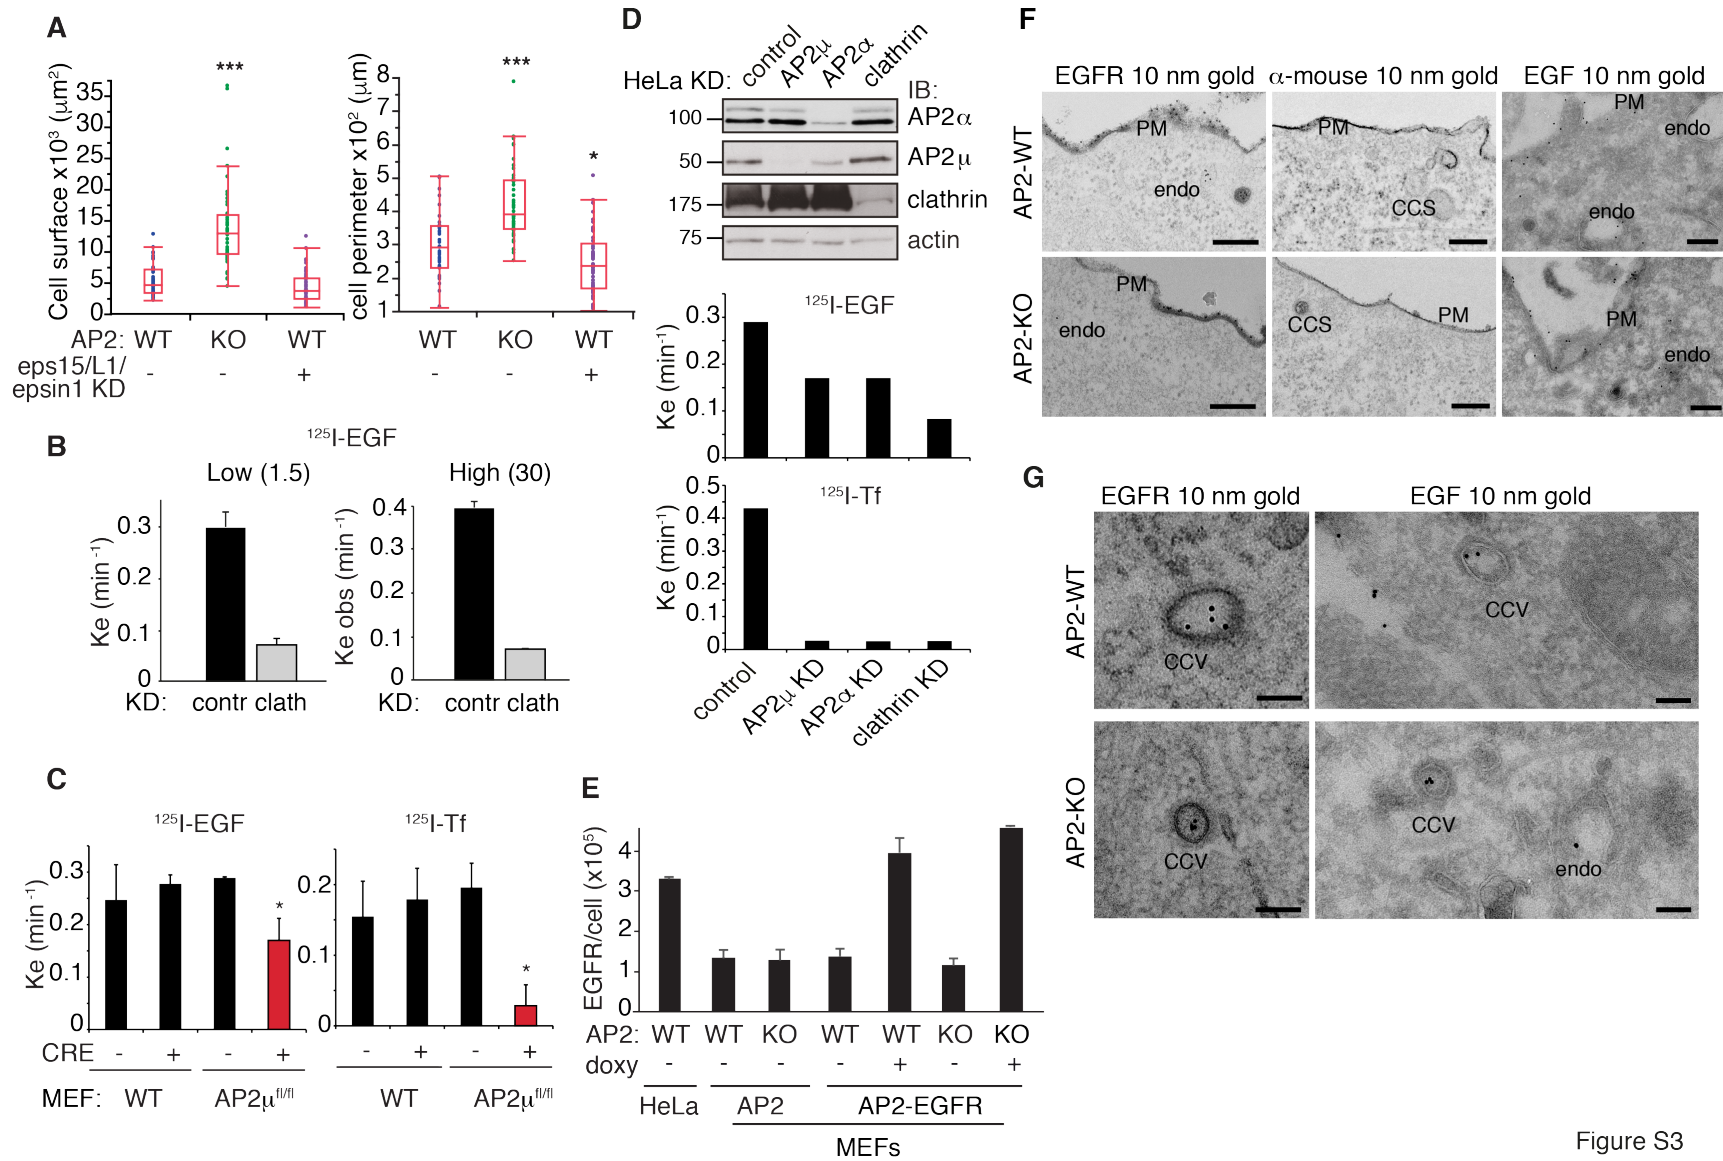 A
Cell surface x10³ (μm²)
35
30
25
20
15
10
5
0
***
AP2: WT KO WT
eps15/L1/
epsin1 KD
- - +
cell perimeter x10² (μm)
8
7
6
5
4
3
2
1
***
*
WT KO WT
- - +
B
¹²⁵I-EGF
Low (1.5)
Ke (min⁻¹)
0.3
0.2
0.1
0
KD: contr clath
High (30)
Ke obs (min⁻¹)
0.4
0.3
0.2
0.1
0
KD: contr clath
C
¹²⁵I-EGF
Ke (min⁻¹)
0.3
0.2
0.1
0
*
CRE - + - +
MEF: WT AP2μfl/fl
¹²⁵I-Tf
0.2
0.1
0
*
- + - +
WT AP2μfl/fl
D
HeLa KD: control AP2μ AP2α clathrin
IB:
100 AP2α
50 AP2μ
175 clathrin
75 actin
¹²⁵I-EGF
Ke (min⁻¹)
0.3
0.2
0.1
0
¹²⁵I-Tf
Ke (min⁻¹)
0.5
0.4
0.3
0.2
0.1
0
control AP2μ KD AP2α KD clathrin KD
E
EGFR/cell (x10⁵)
4
3
2
1
0
AP2: WT WT KO WT WT KO KO
doxy - - - - + - +
HeLa AP2 AP2-EGFR
MEFs
F
EGFR 10 nm gold α-mouse 10 nm gold EGF 10 nm gold
AP2-WT
PM
endo
PM
CCS
PM
endo
endo
AP2-KO
PM
endo
CCS
PM
PM
endo
G
EGFR 10 nm gold EGF 10 nm gold
AP2-WT
CCV
CCV
AP2-KO
CCV
CCV
endo
Figure S3